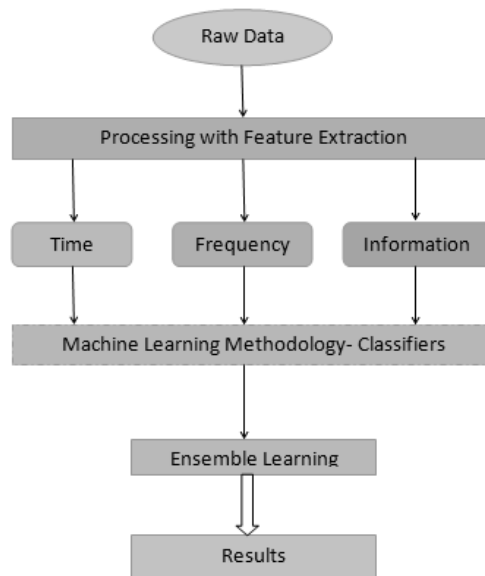 Raw Data
Processing with Feature Extraction
Time
Frequency
Information
Machine Learning Methodology- Classifiers
Ensemble Learning
Results